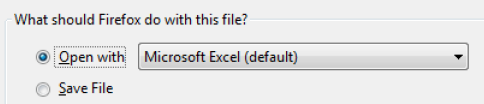 What should Firefox do with this file?
Open with Microsoft Excel (default)
Save File